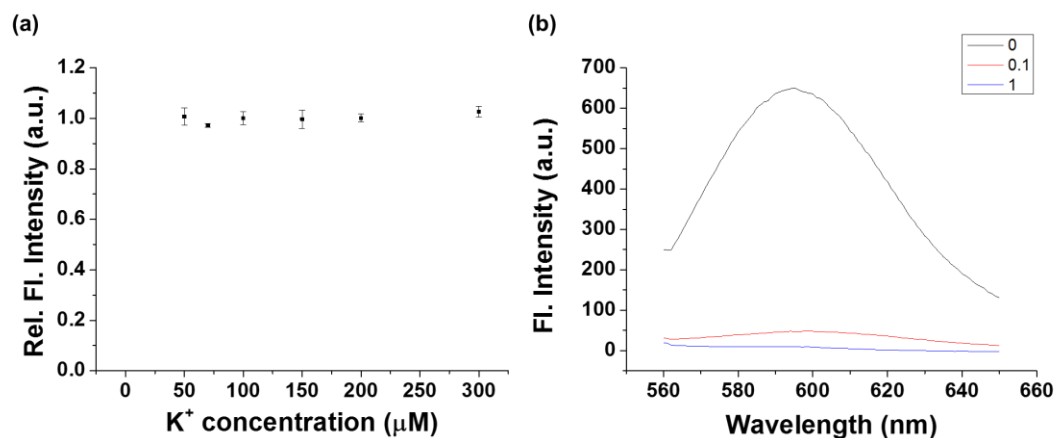 (a)
1.2
1.0
0.8
0.6
0.4
0.2
0.0
Rel. Fl. Intensity (a.u.)
0 50 100 150 200 250 300
K⁺ concentration (μM)
(b)
0
0.1
1
700
600
500
400
300
200
100
0
Fl. Intensity (a.u.)
560 580 600 620 640 660
Wavelength (nm)